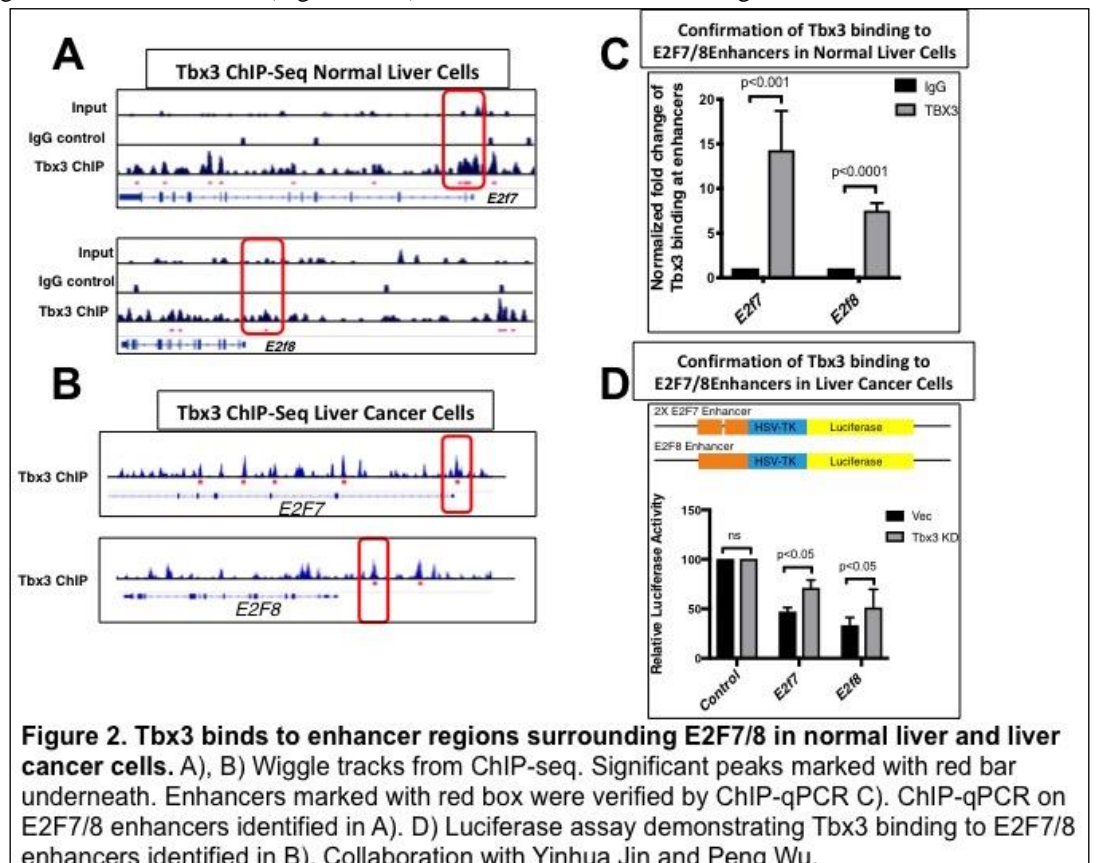 A
Tbx3 ChIP-Seq Normal Liver Cells
Input
IgG control
Tbx3 ChIP
E2f7
Input
IgG control
Tbx3 ChIP
E2f8
B
Tbx3 ChIP-Seq Liver Cancer Cells
Tbx3 ChIP
E2F7
Tbx3 ChIP
E2F8
C
Confirmation of Tbx3 binding to
E2F7/8Enhancers in Normal Liver Cells
Normalized fold change of
Tbx3 binding at enhancers
20
15
10
5
0
p<0.001
p<0.0001
IgG
TBX3
E2f7
E2f8
D
Confirmation of Tbx3 binding to
E2F7/8Enhancers in Liver Cancer Cells
2X E2F7 Enhancer
HSV-TK Luciferase
E2F8 Enhancer
HSV-TK Luciferase
Relative Luciferase Activity
150
100
50
0
ns
p<0.05
p<0.05
Vec
Tbx3 KD
Control
E2f7
E2f8
Figure 2. Tbx3 binds to enhancer regions surrounding E2F7/8 in normal liver and liver
cancer cells. A), B) Wiggle tracks from ChIP-seq. Significant peaks marked with red bar
underneath. Enhancers marked with red box were verified by ChIP-qPCR C). ChIP-qPCR on
E2F7/8 enhancers identified in A). D) Luciferase assay demonstrating Tbx3 binding to E2F7/8
enhancers identified in B). Collaboration with Yinhua Jin and Peng Wu.